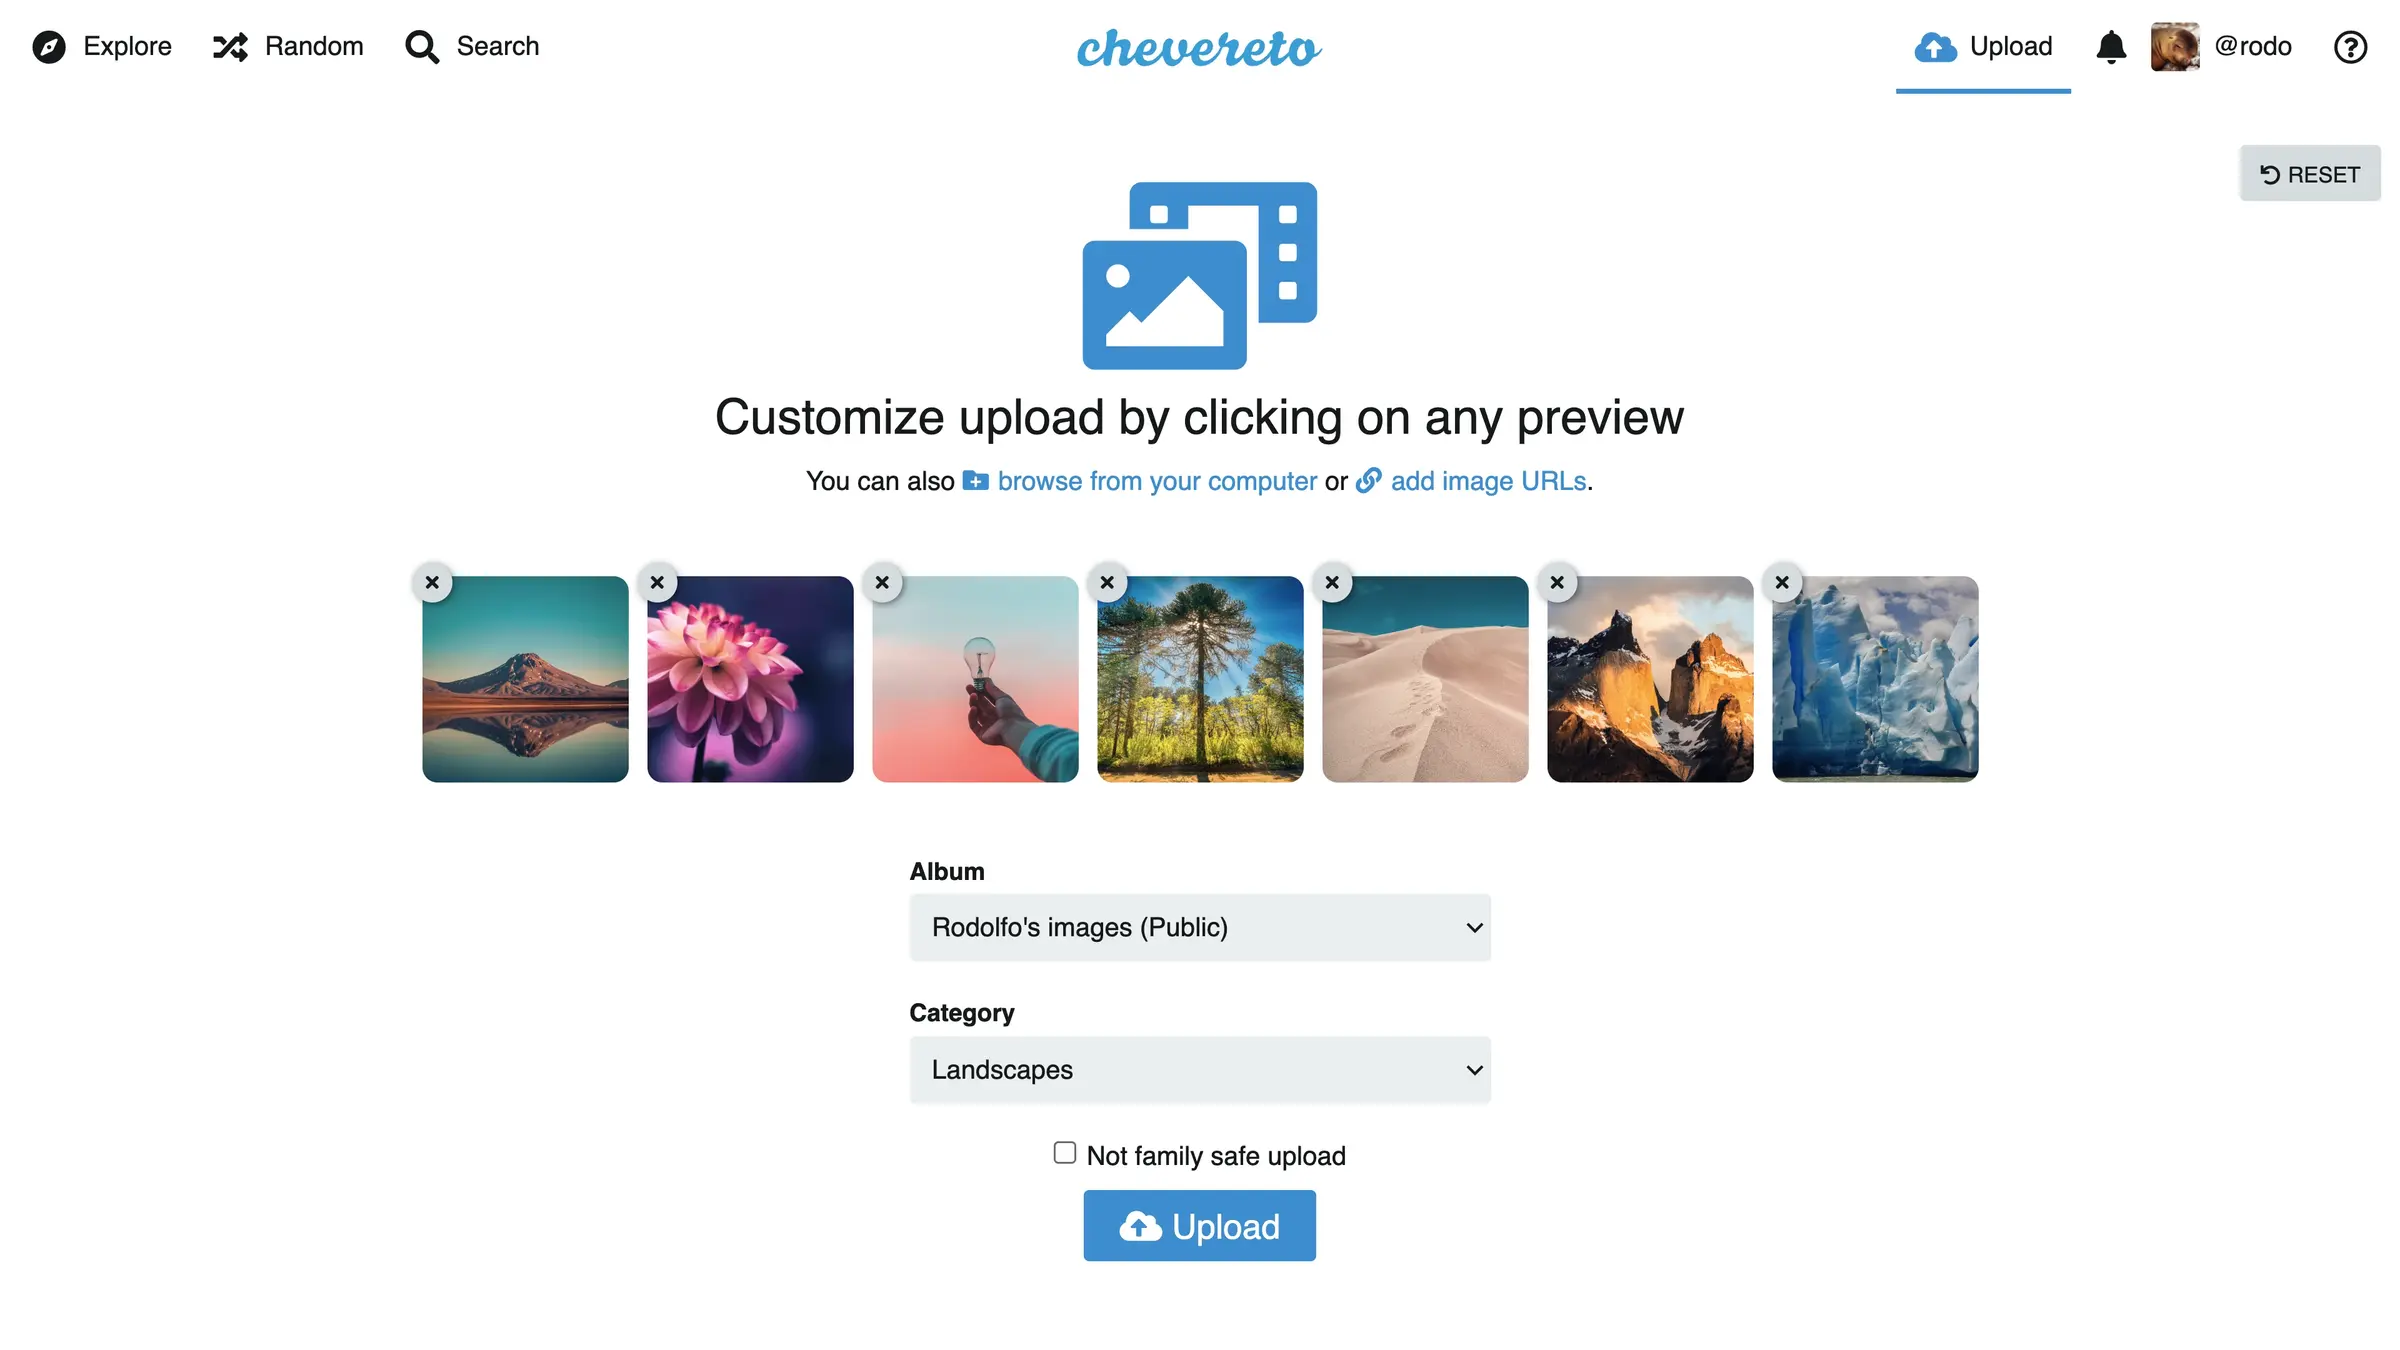 Explore Random Search chevereto Upload @rodo
RESET
Customize upload by clicking on any preview
You can also browse from your computer or add image URLs.
Album
Rodolfo's images (Public)
Category
Landscapes
Not family safe upload
Upload